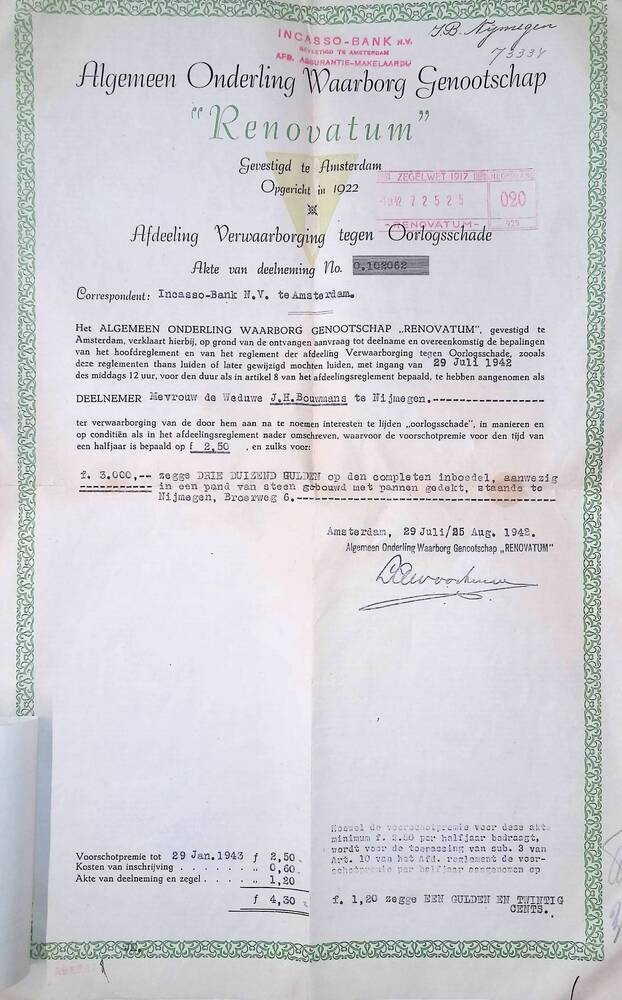 INCASSO-BANK N.V.
GEVESTIGD TE AMSTERDAM
AFD. ASSURANTIE-MAKELAARDIJ
J.B. Nymegen
73334
Algemeen Onderling Waarborg Genootschap
"Renovatum"
Gevestigd te Amsterdam
Opgericht in 1922
ZEGELWET 1917
020
-RENOVATUM-
Afdeeling Verwaarborging tegen Oorlogsschade
Akte van deelneming No. 0.102062
Correspondent: Incasso-Bank N.V. te Amsterdam.
Het ALGEMEEN ONDERLING WAARBORG GENOOTSCHAP „RENOVATUM", gevestigd te
Amsterdam, verklaart hierbij, op grond van de ontvangen aanvraag tot deelname en overeenkomstig de bepalingen
van het hoofdreglement en van het reglement der afdeeling Verwaarborging tegen Oorlogsschade, zooals
deze reglementen thans luiden of later gewijzigd mochten luiden, met ingang van 29 Juli 1942
des middags 12 uur, voor den duur als in artikel 8 van het afdeelingsreglement bepaald, te hebben aangenomen als
DEELNEMER Mevrouw de Weduwe J.H.Bouwmans te Nijmegen.----------------
ter verwaarborging van de door hem aan na te noemen interesten te lijden „oorlogsschade", in manieren en
op conditiën als in het afdeelingsreglement nader omschreven, waarvoor de voorschotpremie voor den tijd van
een halfjaar is bepaald op f 2,50 , en zulks voor:
f. 3.000,-- zegge DRIE DUIZEND GULDEN op den completen inboedel, aanwezig
in een pand van steen gebouwd met pannen gedekt, staande te
Nijmegen, Broerweg 6.-------------------------------------
Amsterdam, 29 Juli/25 Aug. 1942.
Algemeen Onderling Waarborg Genootschap „RENOVATUM"
Hoewel de voorschotpremie voor deze akte
minimum f. 2.50 per halfjaar bedraagt,
wordt voor de toepassing van sub. 3 van
Art. 10 van het Afd. reglement de voor-
schotpremie per halfjaar aangenomen op
f. 1,20 zegge EEN GULDEN EN TWINTIG
CENTS.
Voorschotpremie tot 29 Jan.1943 f 2,50
Kosten van inschrijving . . . . . . . „ 0,60
Akte van deelneming en zegel . . . . „ 1,20
f 4,30